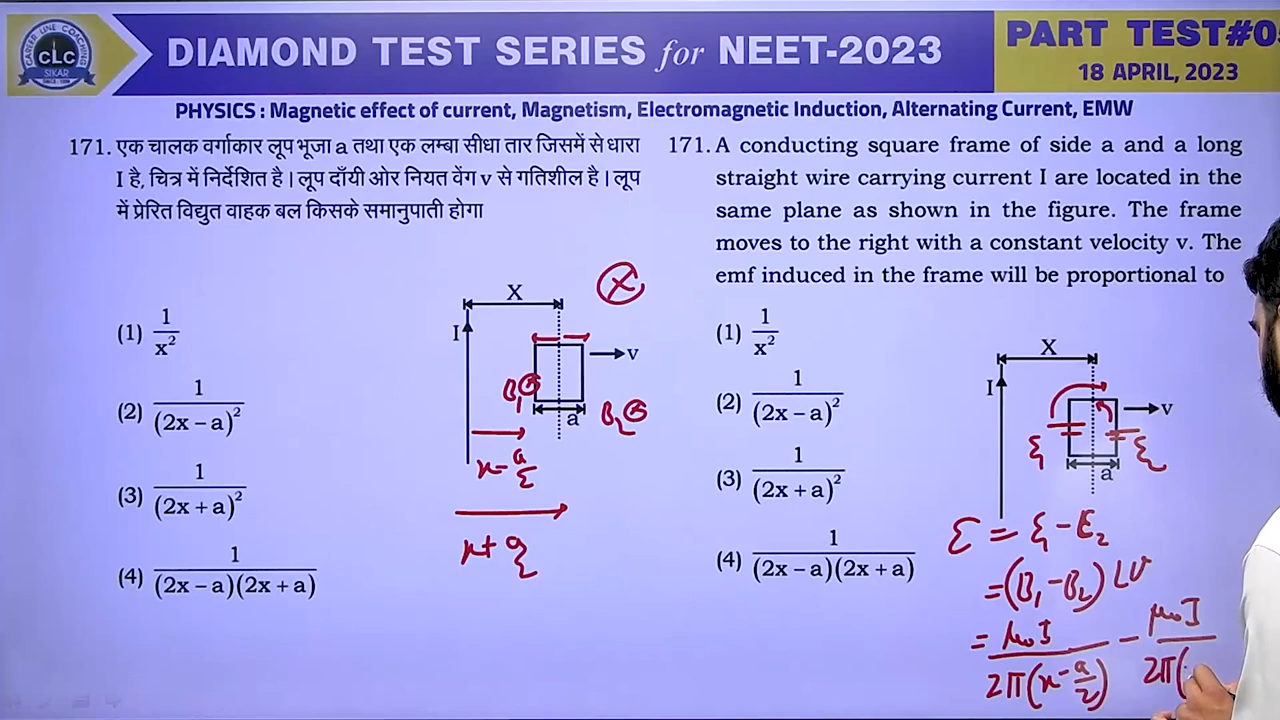 CAREER LINE COACHING
CLC
SIKAR
DIAMOND TEST SERIES for NEET-2023
PART TEST#0
18 APRIL, 2023
PHYSICS : Magnetic effect of current, Magnetism, Electromagnetic Induction, Alternating Current, EMW
171. एक चालक वर्गाकार लूप भूजा a तथा एक लम्बा सीधा तार जिसमें से धारा
I है, चित्र में निर्देशित है। लूप दाँयी ओर नियत वेंग v से गतिशील है। लूप
में प्रेरित विद्युत वाहक बल किसके समानुपाती होगा
(1) 1/x²
(2) 1/(2x – a)²
(3) 1/(2x + a)²
(4) 1/(2x – a)(2x + a)
X
I
v
a
B₁
B₂
x - a/2
x + a/2
171. A conducting square frame of side a and a long
straight wire carrying current I are located in the
same plane as shown in the figure. The frame
moves to the right with a constant velocity v. The
emf induced in the frame will be proportional to
(1) 1/x²
(2) 1/(2x – a)²
(3) 1/(2x + a)²
(4) 1/(2x – a)(2x + a)
X
I
v
a
ε₁
ε₂
ε = ε₁ - ε₂
= (B₁ - B₂) LV
= μ₀I/2π(x - a/2) - μ₀I/2π(